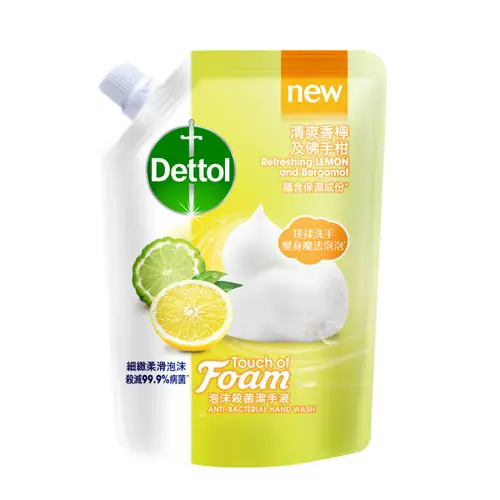 new
清爽香檸
及佛手柑
Refreshing LEMON
and Bergamot
蘊含保濕成份^
Dettol
搓揉洗手
變身魔法泡泡
細緻柔滑泡沫
殺滅99.9%病菌*
Touch of
Foam
泡沫殺菌潔手液
ANTI-BACTERIAL HAND WASH